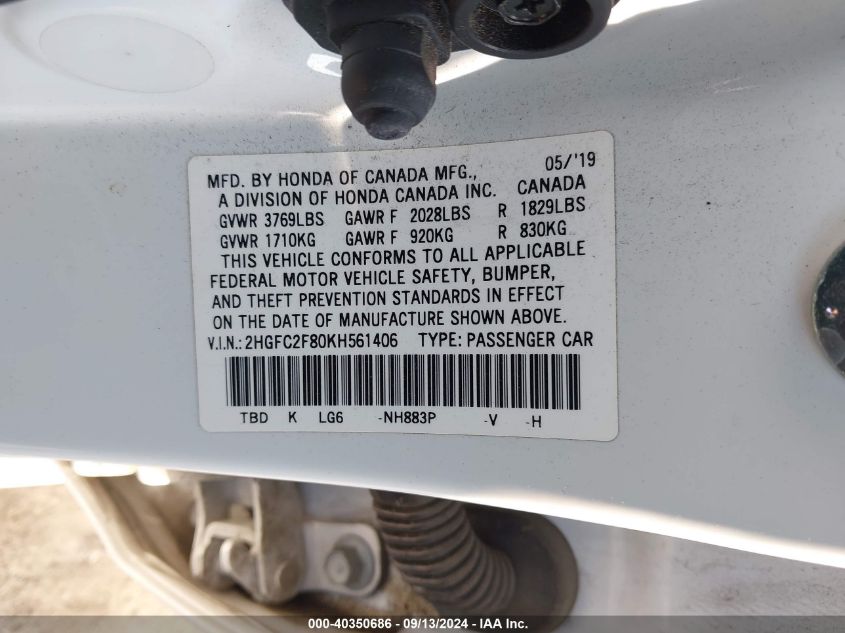 MFD. BY HONDA OF CANADA MFG., 05/'19
A DIVISION OF HONDA CANADA INC. CANADA
GVWR 3769LBS GAWR F 2028LBS R 1829LBS
GVWR 1710KG GAWR F 920KG R 830KG
THIS VEHICLE CONFORMS TO ALL APPLICABLE
FEDERAL MOTOR VEHICLE SAFETY, BUMPER,
AND THEFT PREVENTION STANDARDS IN EFFECT
ON THE DATE OF MANUFACTURE SHOWN ABOVE.
V.I.N.: 2HGFC2F80KH561406 TYPE: PASSENGER CAR
TBD K LG6 -NH883P -V -H
000-40350686 - 09/13/2024 - IAA Inc.